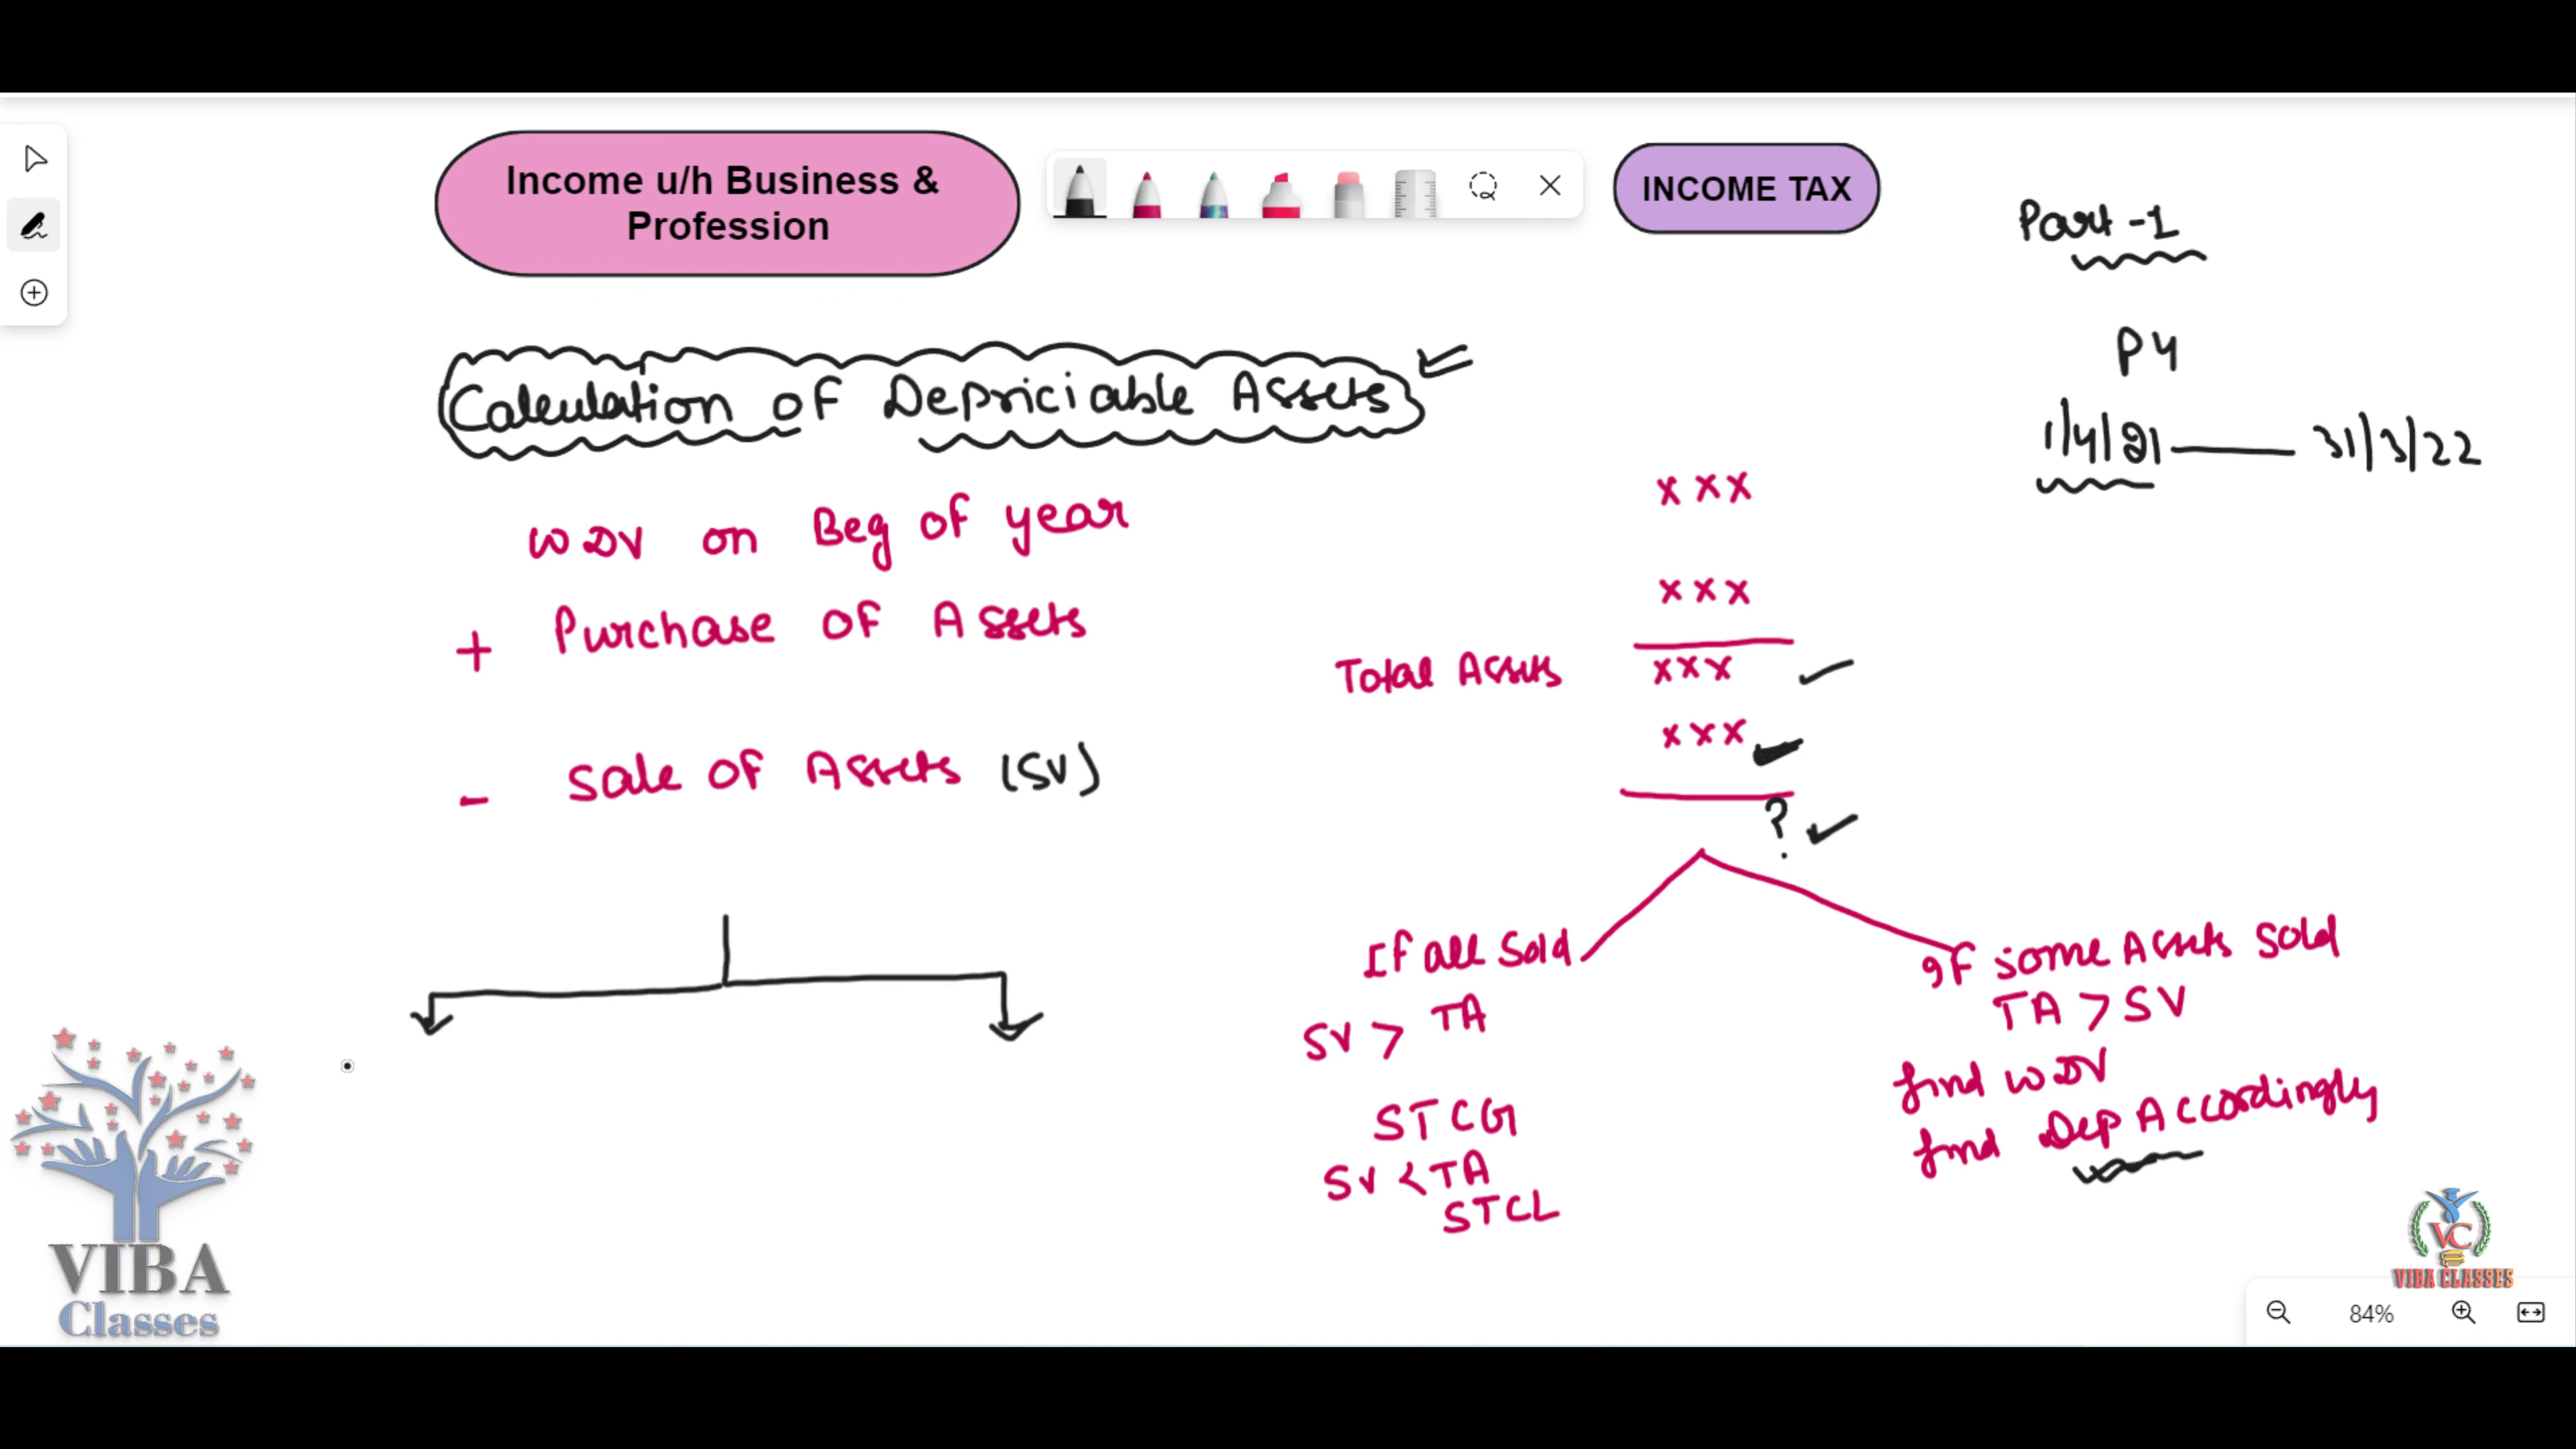 Income u/h Business &
Profession
INCOME TAX
Part -1
PY
1/4/21 — 31/3/22
Calculation of Depriciable Assets
WDV on Beg of year xxx
+ Purchase of Assets xxx
Total Assets xxx
- Sale of Assets (SV) xxx
?
If all Sold
SV > TA
STCG
SV < TA
STCL
If some Assets Sold
TA > SV
find WDV
find Dep Accordingly
VIBA
Classes
VC
VIBA CLASSES
84%